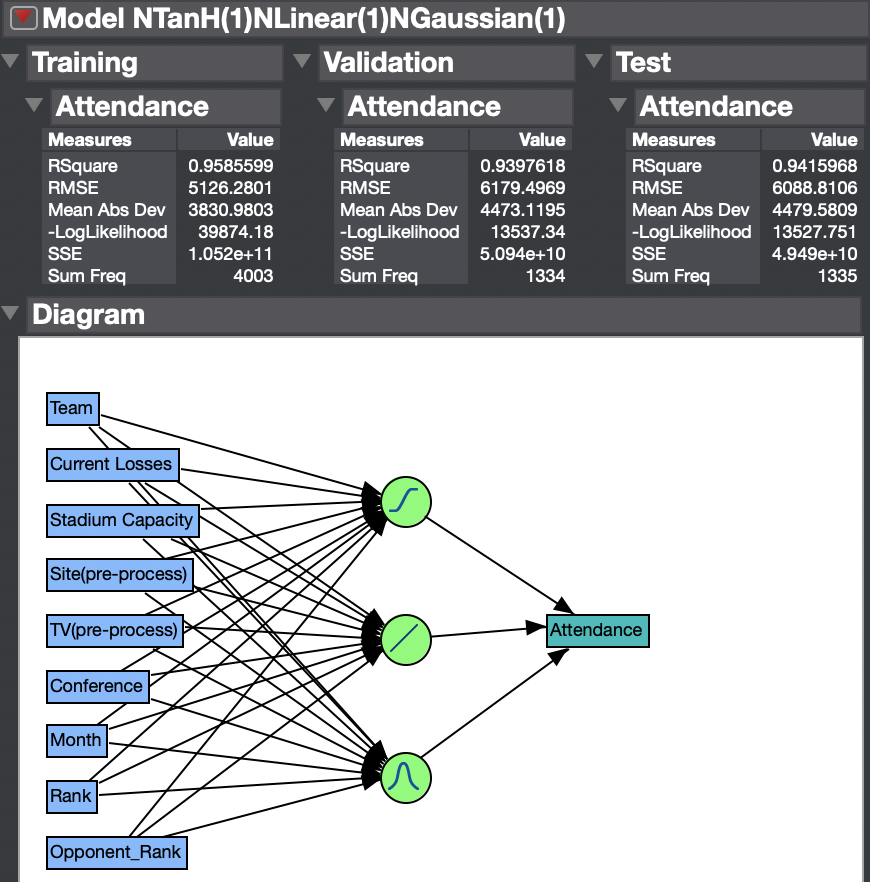 Model NTanH(1)NLinear(1)NGaussian(1)
Training
Attendance
Measures Value
RSquare 0.9585599
RMSE 5126.2801
Mean Abs Dev 3830.9803
-LogLikelihood 39874.18
SSE 1.052e+11
Sum Freq 4003
Validation
Attendance
Measures Value
RSquare 0.9397618
RMSE 6179.4969
Mean Abs Dev 4473.1195
-LogLikelihood 13537.34
SSE 5.094e+10
Sum Freq 1334
Test
Attendance
Measures Value
RSquare 0.9415968
RMSE 6088.8106
Mean Abs Dev 4479.5809
-LogLikelihood 13527.751
SSE 4.949e+10
Sum Freq 1335
Diagram
Team
Current Losses
Stadium Capacity
Site(pre-process)
TV(pre-process)
Conference
Month
Rank
Opponent_Rank
Attendance